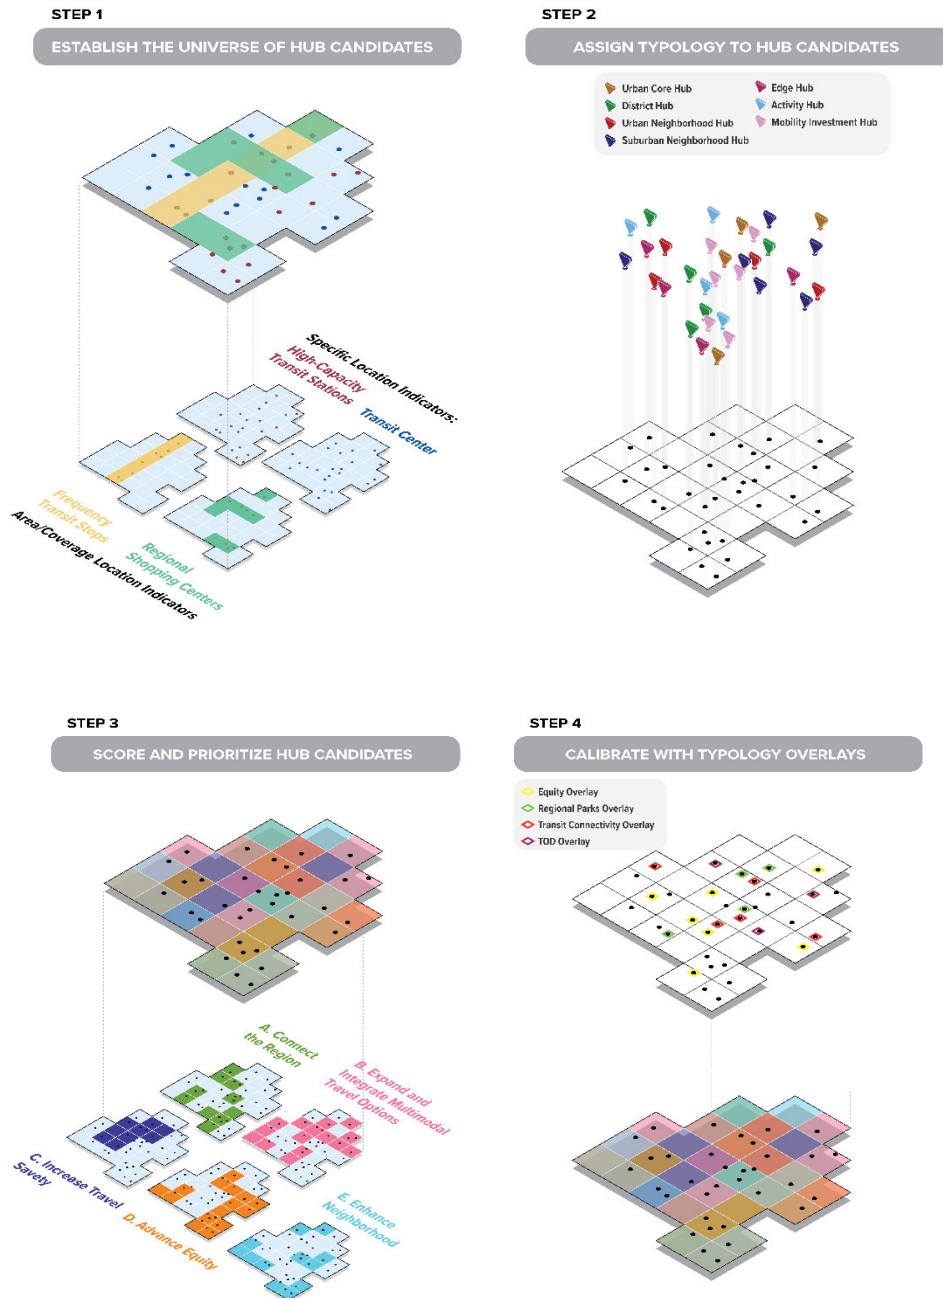 STEP 1
ESTABLISH THE UNIVERSE OF HUB CANDIDATES
Specific Location Indicators:
High-Capacity
Transit Stations
Transit Center
Frequency
Transit Stops
Area/Coverage Location Indicators
Regional
Shopping Centers
STEP 2
ASSIGN TYPOLOGY TO HUB CANDIDATES
Urban Core Hub
District Hub
Urban Neighborhood Hub
Suburban Neighborhood Hub
Edge Hub
Activity Hub
Mobility Investment Hub
STEP 3
SCORE AND PRIORITIZE HUB CANDIDATES
A. Connect
the Region
B. Expand and
Integrate Multimodal
Travel Options
C. Increase Travel
Savety
D. Advance Equity
E. Enhance
Neighborhood
STEP 4
CALIBRATE WITH TYPOLOGY OVERLAYS
Equity Overlay
Regional Parks Overlay
Transit Connectivity Overlay
TOD Overlay